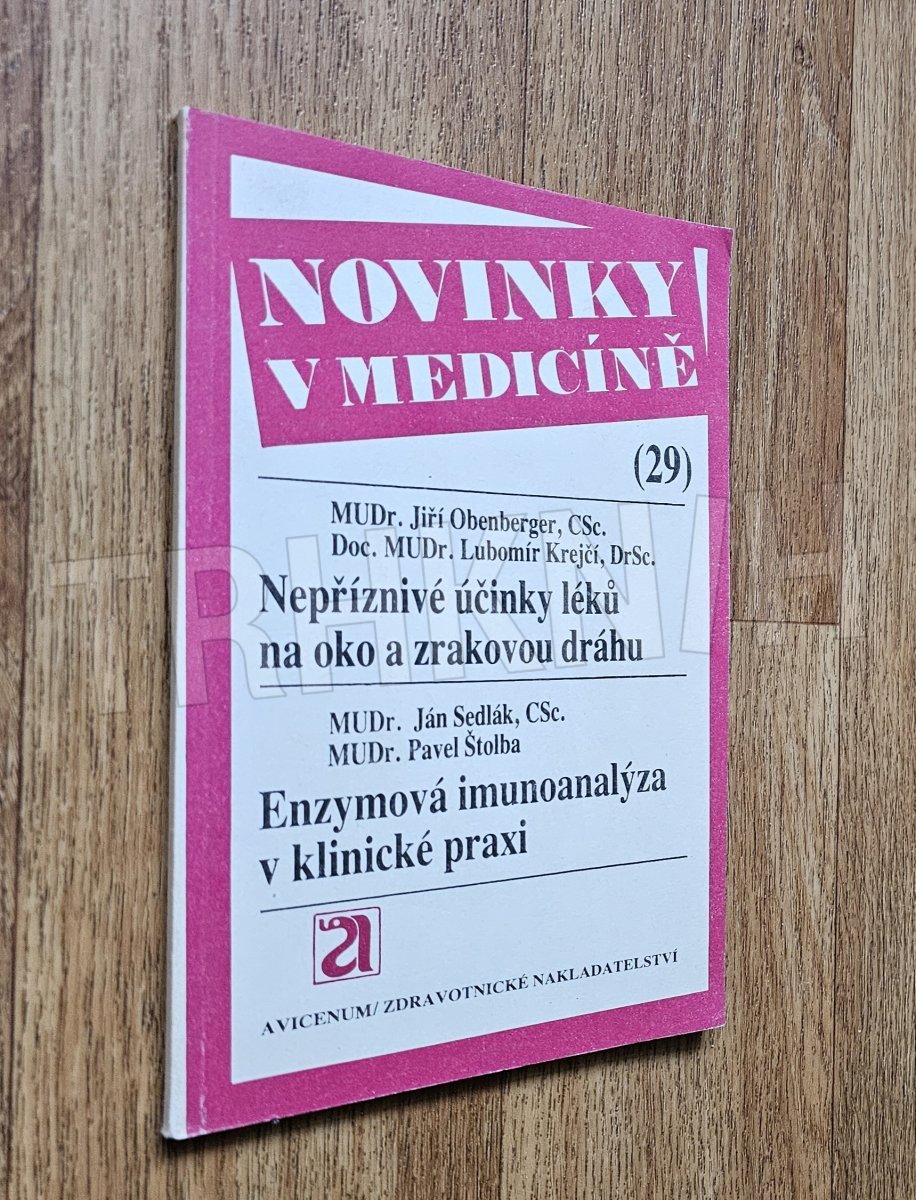 NOVINKY
V MEDICÍNĚ
(29)
MUDr. Jiří Obenberger, CSc.
Doc. MUDr. Lubomír Krejčí, DrSc.
Nepříznivé účinky léků
na oko a zrakovou dráhu
MUDr. Ján Sedlák, CSc.
MUDr. Pavel Štolba
Enzymová imunoanalýza
v klinické praxi
AVICENUM/ ZDRAVOTNICKÉ NAKLADATELSTVÍ